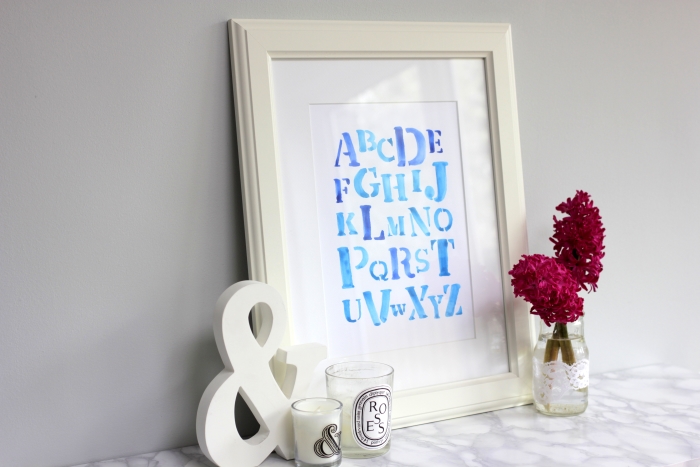 ABCDE
FGHIJ
KLMNO
PQRST
UVWXYZ
&
&
ROSES